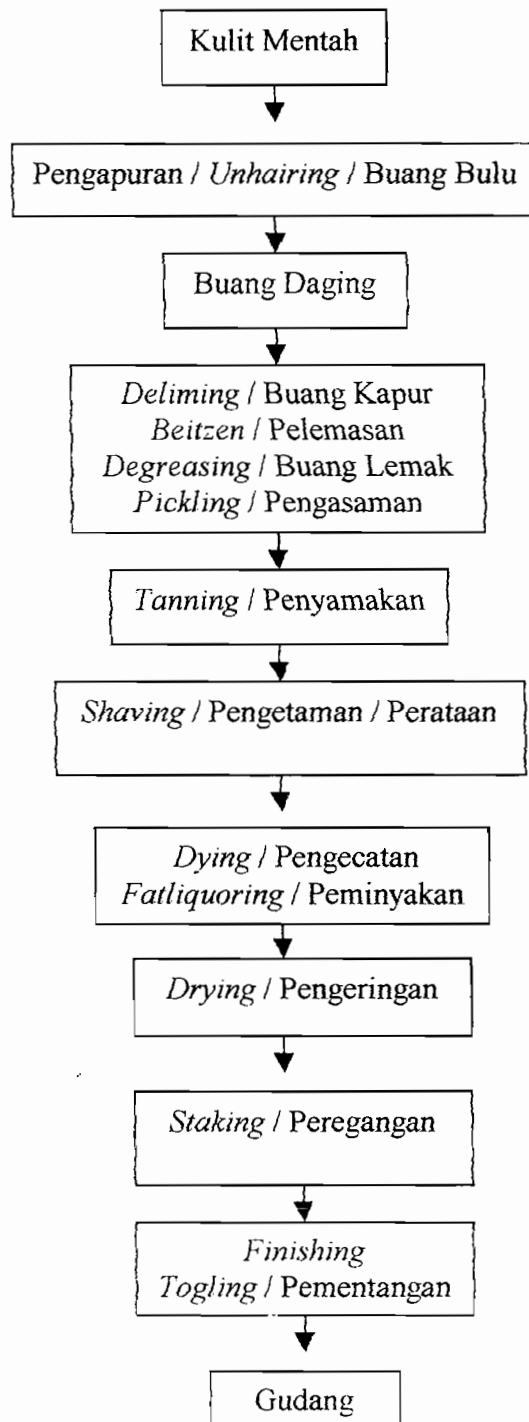 Kulit Mentah
Pengapuran / Unhairing / Buang Bulu
Buang Daging
Deliming / Buang Kapur
Beitzen / Pelemasan
Degreasing / Buang Lemak
Pickling / Pengasaman
Tanning / Penyamakan
Shaving / Pengetaman / Perataan
Dying / Pengecatan
Fatliquoring / Peminyakan
Drying / Pengeringan
Staking / Peregangan
Finishing
Togling / Pementangan
Gudang